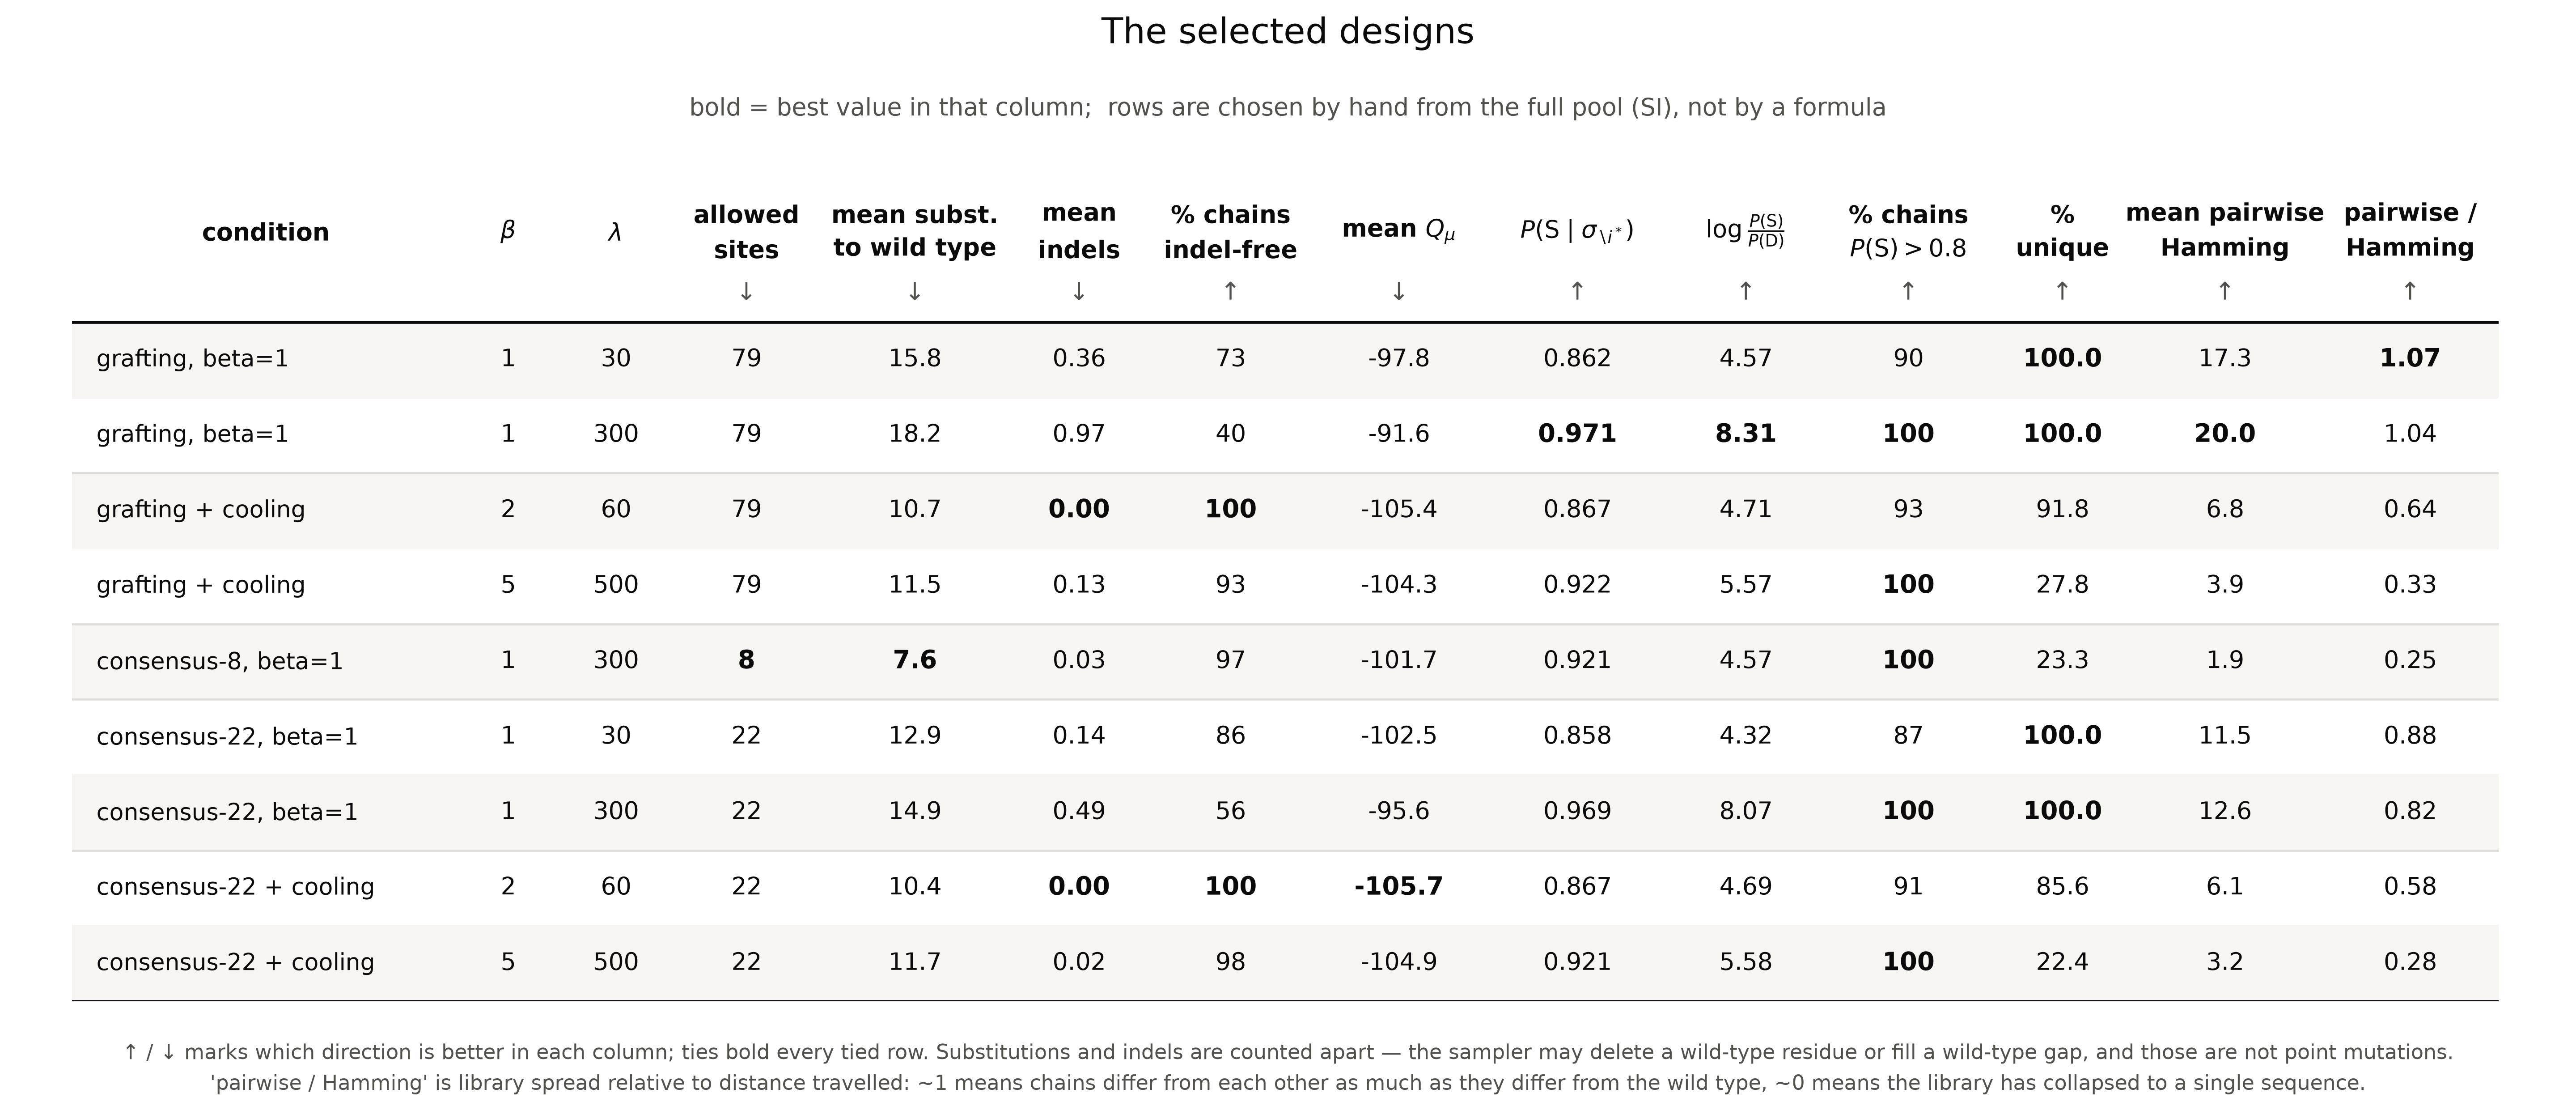 The selected designs
bold = best value in that column;  rows are chosen by hand from the full pool (SI), not by a formula
condition β λ allowed sites mean subst. to wild type mean indels % chains indel-free mean Qμ P(S | σ\i*) log P(S)/P(D) % chains P(S) > 0.8 % unique mean pairwise Hamming pairwise / Hamming
↓ ↓ ↓ ↑ ↓ ↑ ↑ ↑ ↑ ↑ ↑
grafting, beta=1 1 30 79 15.8 0.36 73 -97.8 0.862 4.57 90 100.0 17.3 1.07
grafting, beta=1 1 300 79 18.2 0.97 40 -91.6 0.971 8.31 100 100.0 20.0 1.04
grafting + cooling 2 60 79 10.7 0.00 100 -105.4 0.867 4.71 93 91.8 6.8 0.64
grafting + cooling 5 500 79 11.5 0.13 93 -104.3 0.922 5.57 100 27.8 3.9 0.33
consensus-8, beta=1 1 300 8 7.6 0.03 97 -101.7 0.921 4.57 100 23.3 1.9 0.25
consensus-22, beta=1 1 30 22 12.9 0.14 86 -102.5 0.858 4.32 87 100.0 11.5 0.88
consensus-22, beta=1 1 300 22 14.9 0.49 56 -95.6 0.969 8.07 100 100.0 12.6 0.82
consensus-22 + cooling 2 60 22 10.4 0.00 100 -105.7 0.867 4.69 91 85.6 6.1 0.58
consensus-22 + cooling 5 500 22 11.7 0.02 98 -104.9 0.921 5.58 100 22.4 3.2 0.28
↑ / ↓ marks which direction is better in each column; ties bold every tied row. Substitutions and indels are counted apart — the sampler may delete a wild-type residue or fill a wild-type gap, and those are not point mutations.
'pairwise / Hamming' is library spread relative to distance travelled: ~1 means chains differ from each other as much as they differ from the wild type, ~0 means the library has collapsed to a single sequence.